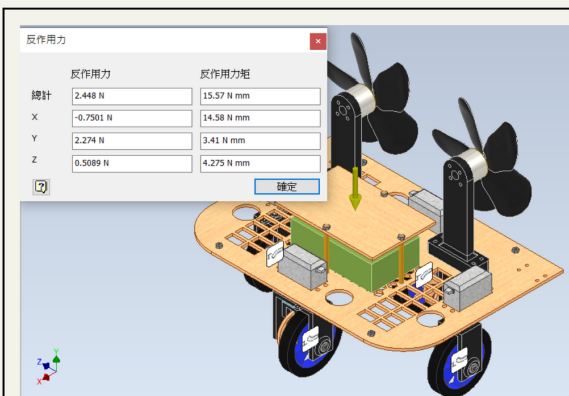 反作用力
反作用力 反作用力矩
總計 2.448 N 15.57 N mm
X -0.7501 N 14.58 N mm
Y 2.274 N 3.41 N mm
Z 0.5089 N 4.275 N mm
確定
Z Y
X